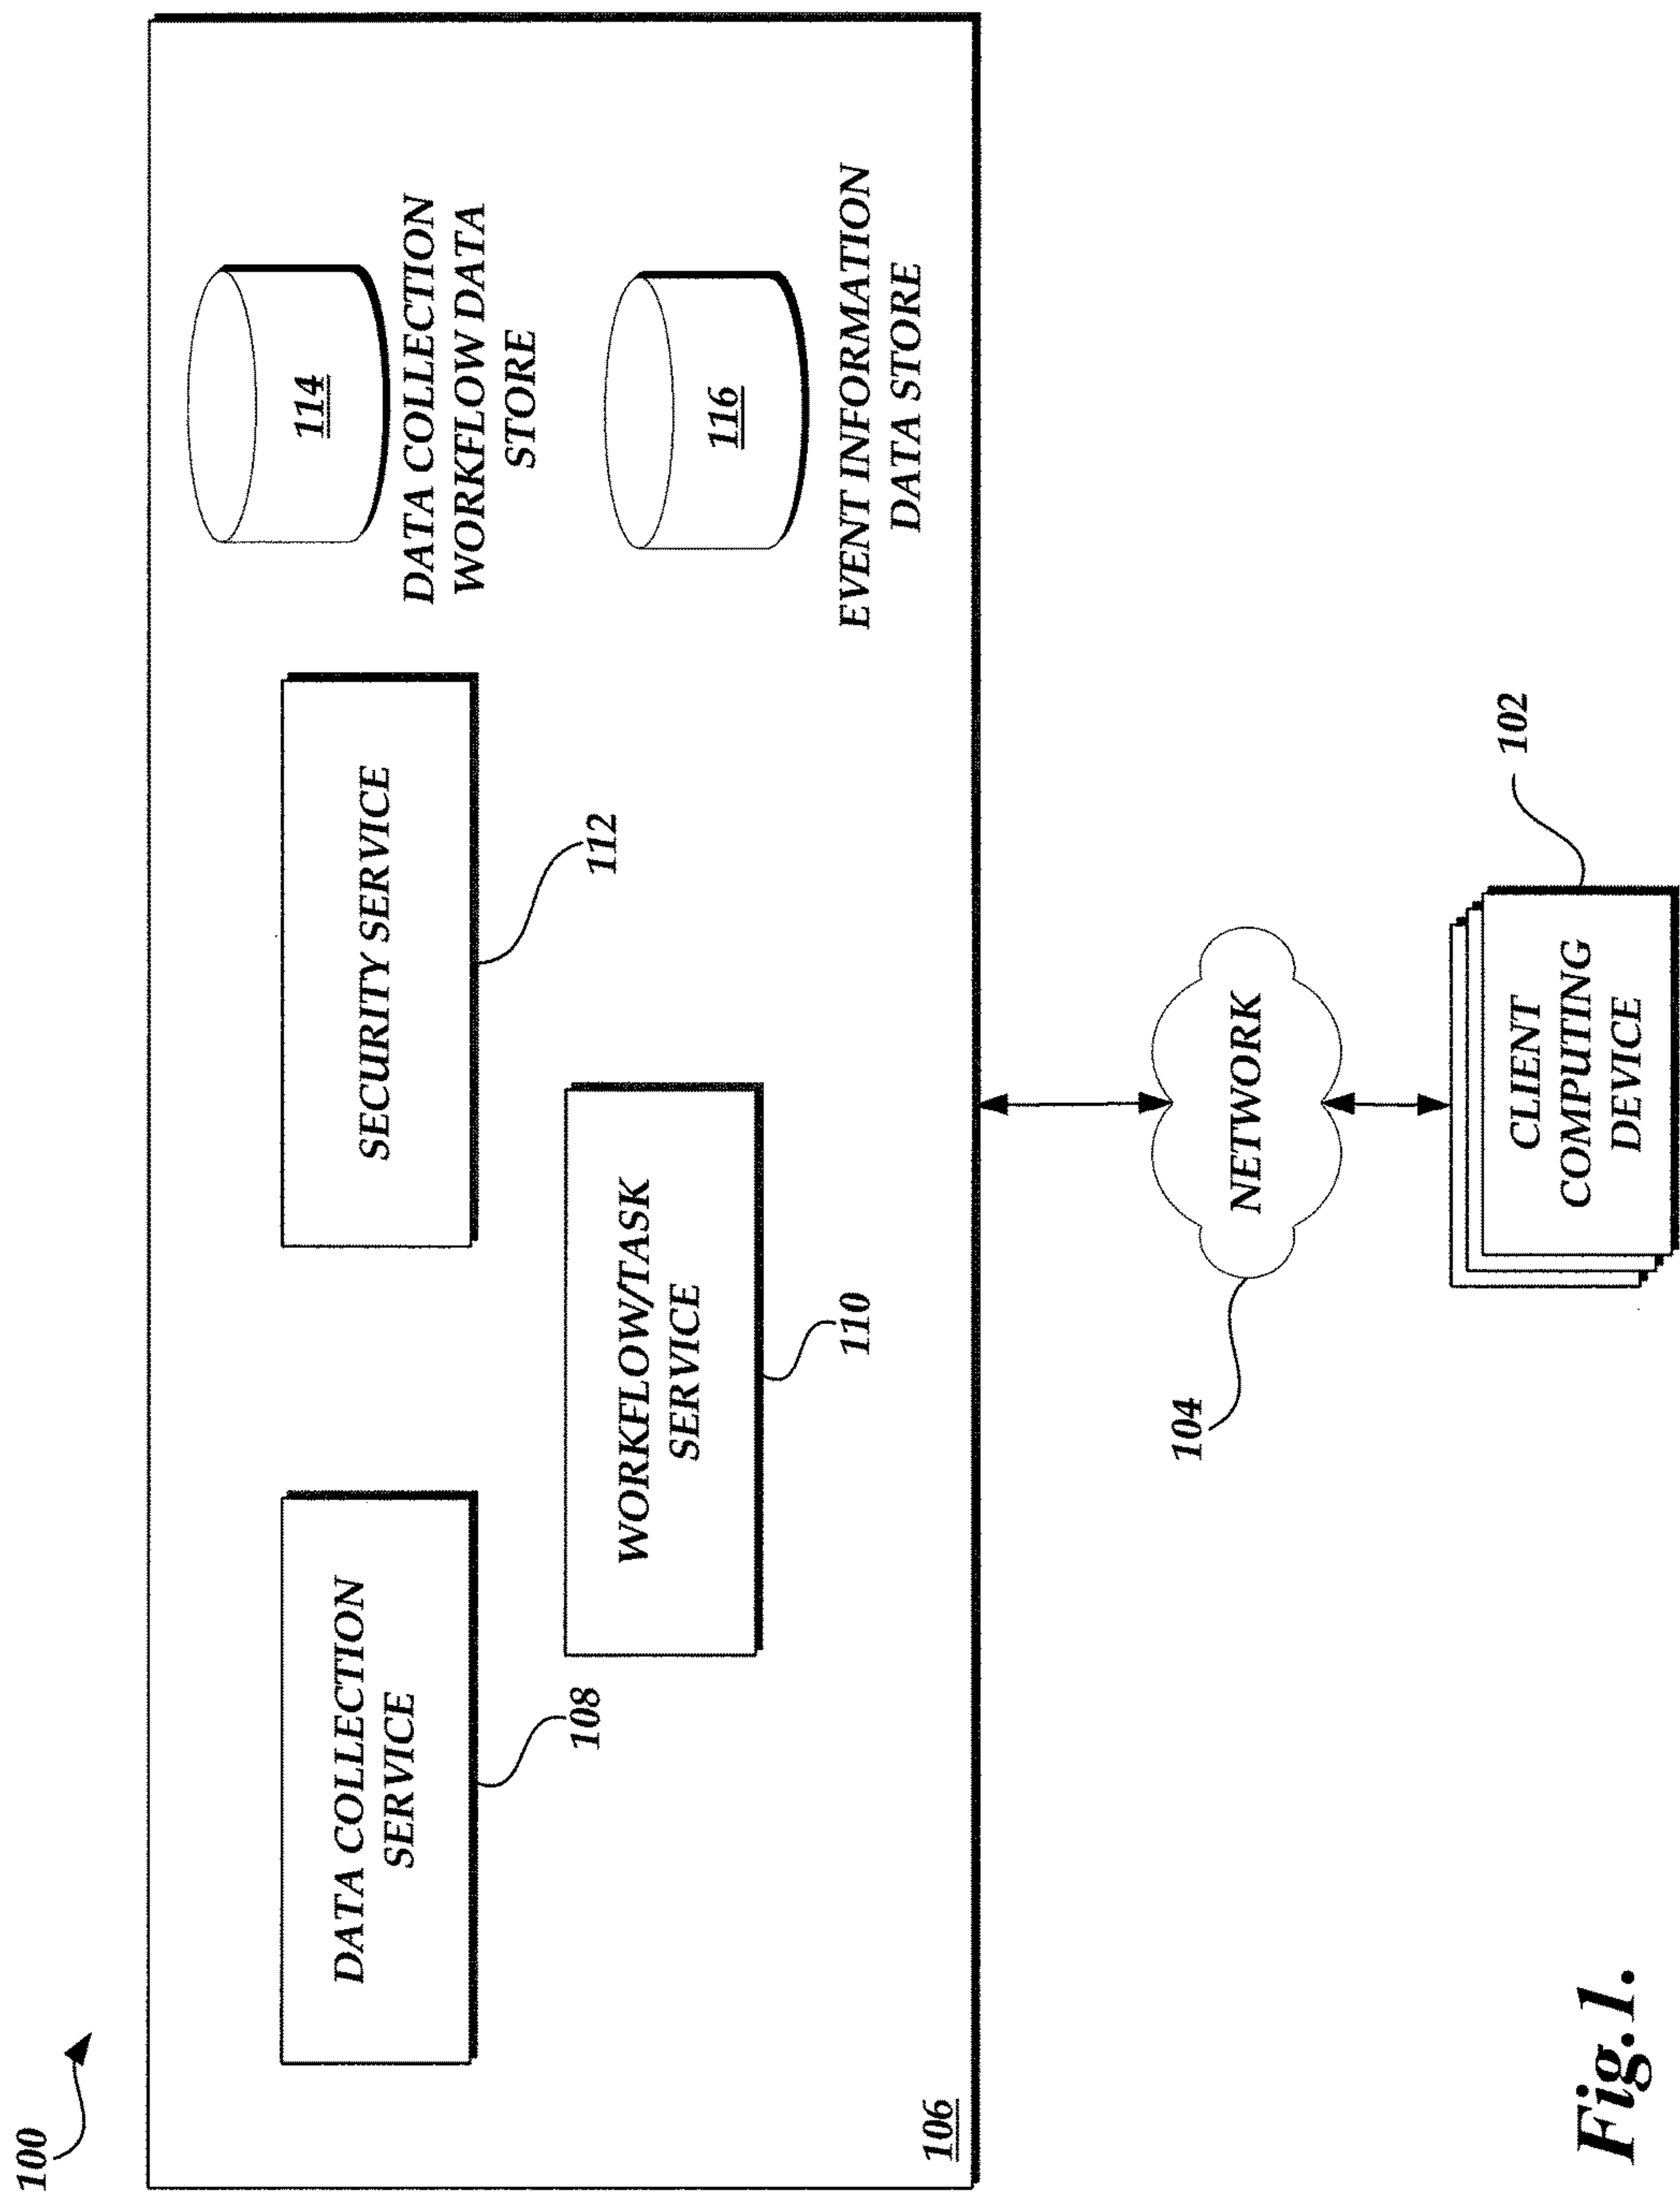 100
DATA COLLECTION
SERVICE
108
WORKFLOW/TASK
SERVICE
110
SECURITY SERVICE
112
114
DATA COLLECTION
WORKFLOW DATA
STORE
116
EVENT INFORMATION
DATA STORE
106
NETWORK
104
CLIENT
COMPUTING
DEVICE
102
Fig.1.